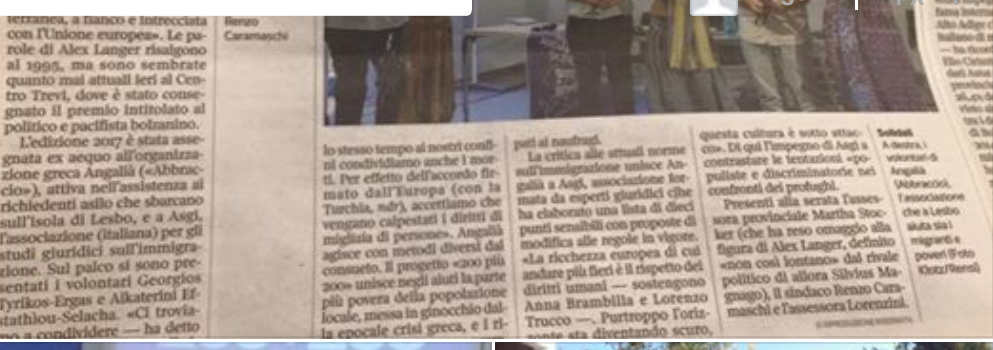 terranea, a fianco e intrecciata
con l'Unione europea». Le pa-
role di Alex Langer risalgono
al 1995, ma sono sembrate
quanto mai attuali ieri al Cen-
tro Trevi, dove è stato conse-
gnato il premio intitolato al
politico e pacifista bolzanino.
L'edizione 2017 è stata asse-
gnata ex aequo all'organizza-
zione greca Angalià («Abbrac-
cio»), attiva nell'assistenza ai
richiedenti asilo che sbarcano
sull'isola di Lesbo, e a Asgi,
l'associazione (italiana) per gli
studi giuridici sull'immigra-
zione. Sul palco si sono pre-
sentati i volontari Georgios
Tyrikos-Ergas e Aikaterini Ef-
stathiou-Selacha. «Ci trovia-
mo a condividere — ha detto
Renzo
Caramaschi
lo stesso tempo ai nostri confi-
ni condividiamo anche i mor-
ti. Per effetto dell'accordo fir-
mato dall'Europa (con la
Turchia, ndr), accettiamo che
vengano calpestati i diritti di
migliaia di persone». Angalià
agisce con metodi diversi dal
consueto. Il progetto «200 più
200» unisce negli aiuti la parte
più povera della popolazione
locale, messa in ginocchio dal-
la epocale crisi greca, e i ri-
pati ai naufragi.
La critica alle attuali norme
sull'immigrazione unisce An-
galià a Asgi, associazione for-
mata da esperti giuridici che
ha elaborato una lista di dieci
punti sensibili con proposte di
modifica alle regole in vigore.
«La ricchezza europea di cui
andare più fieri è il rispetto dei
diritti umani — sostengono
Anna Brambilla e Lorenzo
Trucco —. Purtroppo l'oriz-
zonte sta diventando scuro,
questa cultura è sotto attac-
co». Di qui l'impegno di Asgi a
contrastare le tentazioni «po-
puliste e discriminatorie nei
confronti dei profughi.
Presenti alla serata l'asses-
sora provinciale Martha Stoc-
ker (che ha reso omaggio alla
figura di Alex Langer, definito
«non così lontano» dal rivale
politico di allora Silvius Ma-
gnago), il sindaco Renzo Cara-
maschi e l'assessora Lorenzini.
Solidali
A destra, i
volontari di
Angalià
(Abbraccio),
l'associazione
che a Lesbo
aiuta sia i
migranti e
poveri (Foto
Klotz/Rensi)